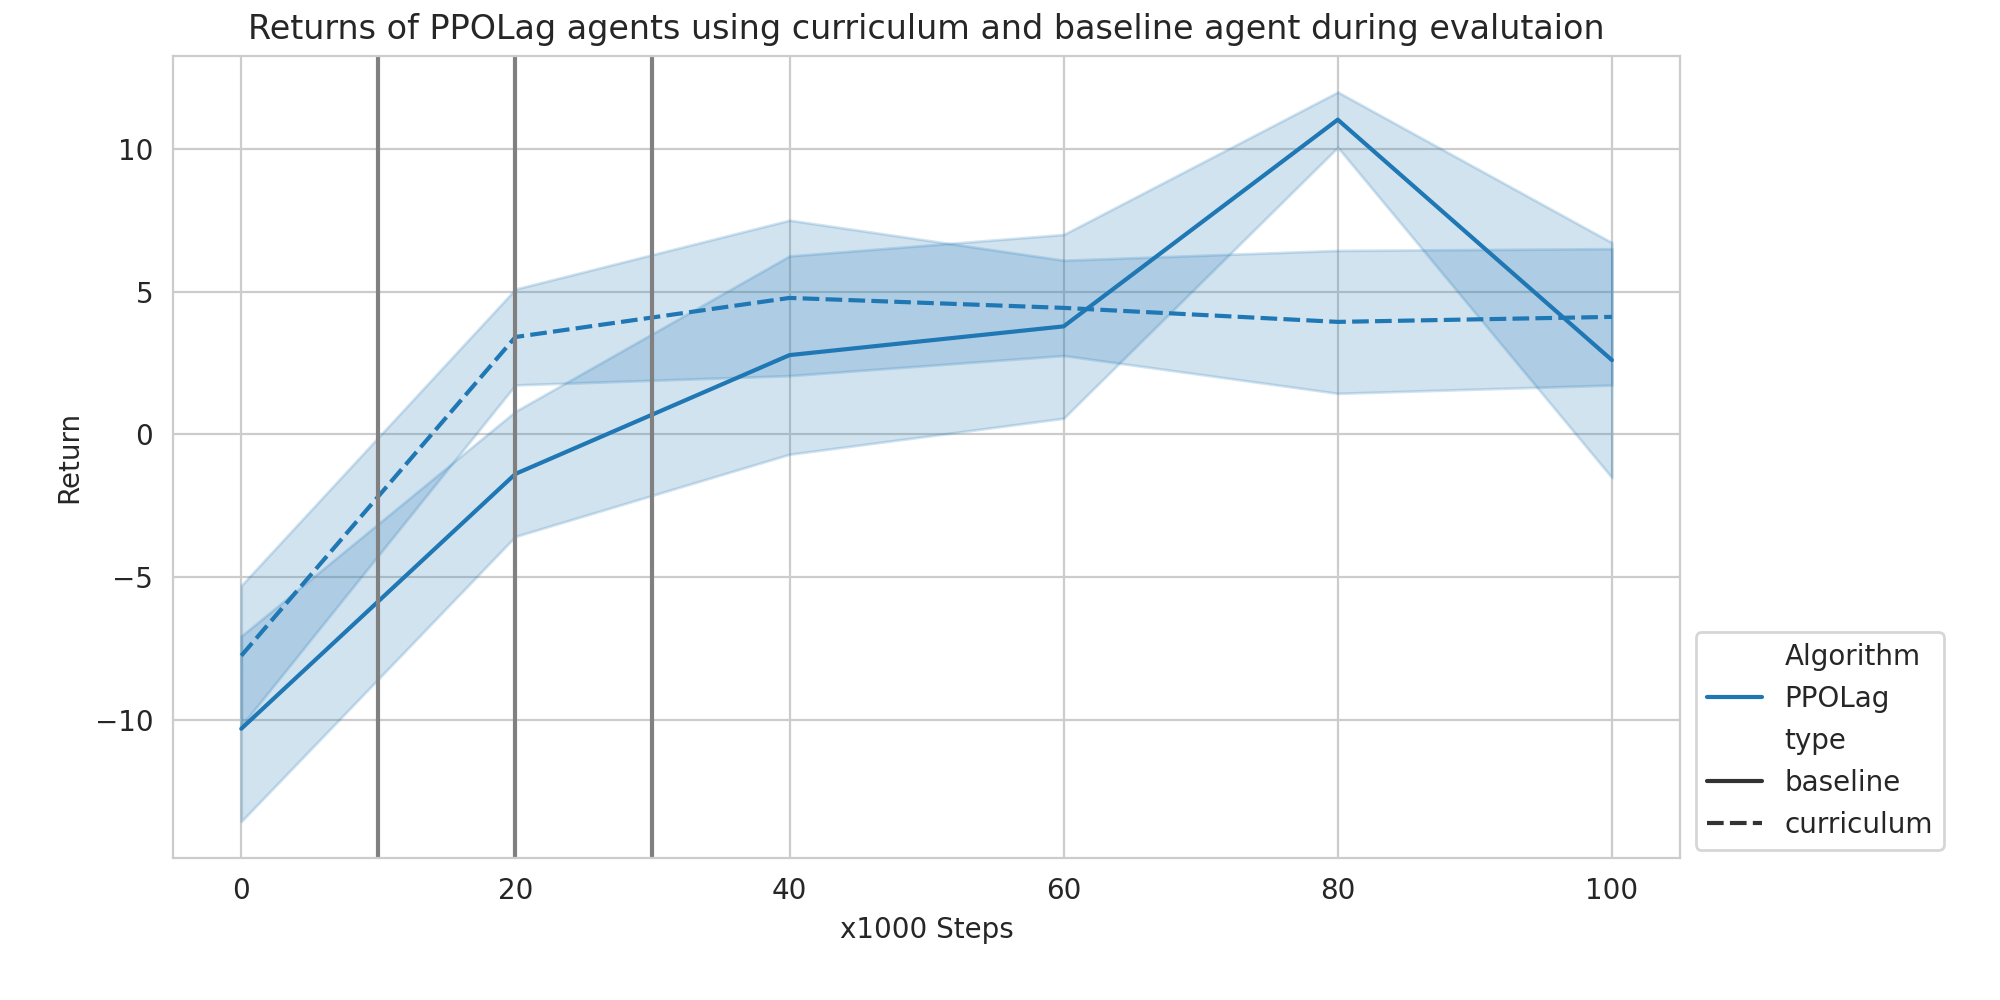 Returns of PPOLag agents using curriculum and baseline agent during evalutaion
10
5
0
−5
−10
Return
0 20 40 60 80 100
x1000 Steps
Algorithm
PPOLag
type
baseline
curriculum